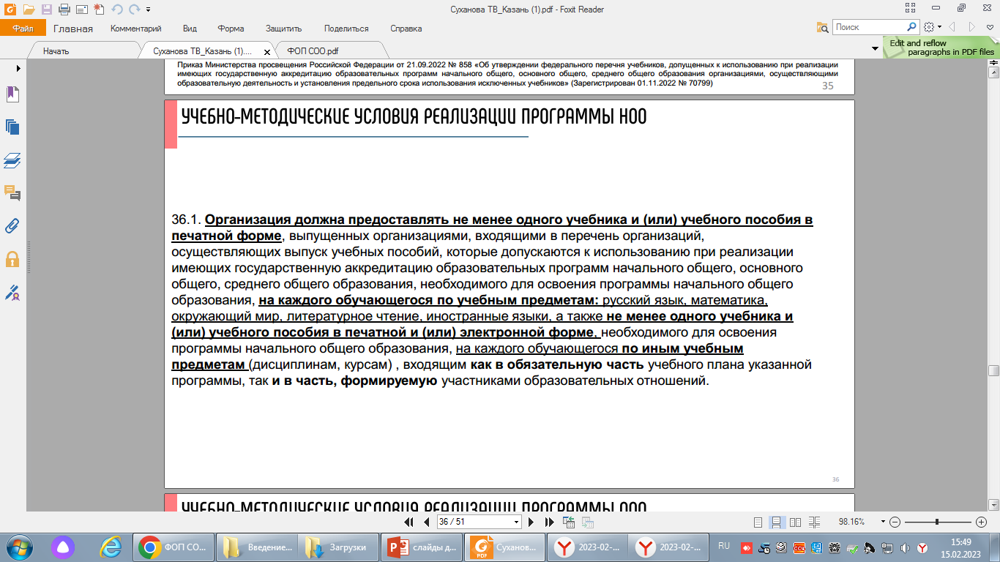 Суханова ТВ_Казань (1).pdf - Foxit Reader
Файл Главная Комментарий Вид Форма Защитить Поделиться Справка Поиск
Начать Суханова ТВ_Казань (1).... ФОП СОО.pdf
Edit and reflow
paragraphs in PDF files
Приказ Министерства просвещения Российской Федерации от 21.09.2022 № 858 «Об утверждении федерального перечня учебников, допущенных к использованию при реализации
имеющих государственную аккредитацию образовательных программ начального общего, основного общего, среднего общего образования организациями, осуществляющими
образовательную деятельность и установления предельного срока использования исключенных учебников» (Зарегистрирован 01.11.2022 № 70799)
35
УЧЕБНО-МЕТОДИЧЕСКИЕ УСЛОВИЯ РЕАЛИЗАЦИИ ПРОГРАММЫ НОО
36.1. Организация должна предоставлять не менее одного учебника и (или) учебного пособия в
печатной форме, выпущенных организациями, входящими в перечень организаций,
осуществляющих выпуск учебных пособий, которые допускаются к использованию при реализации
имеющих государственную аккредитацию образовательных программ начального общего, основного
общего, среднего общего образования, необходимого для освоения программы начального общего
образования, на каждого обучающегося по учебным предметам: русский язык, математика,
окружающий мир, литературное чтение, иностранные языки, а также не менее одного учебника и
(или) учебного пособия в печатной и (или) электронной форме, необходимого для освоения
программы начального общего образования, на каждого обучающегося по иным учебным
предметам (дисциплинам, курсам) , входящим как в обязательную часть учебного плана указанной
программы, так и в часть, формируемую участниками образовательных отношений.
36
УЧЕБНО-МЕТОДИЧЕСКИЕ УСЛОВИЯ РЕАЛИЗАЦИИ ПРОГРАММЫ ООО
36 / 51
98.16%
ФОП СО... Введение... Загрузки слайды д... Суханов... 2023-02-... 2023-02-... RU
15:49
15.02.2023